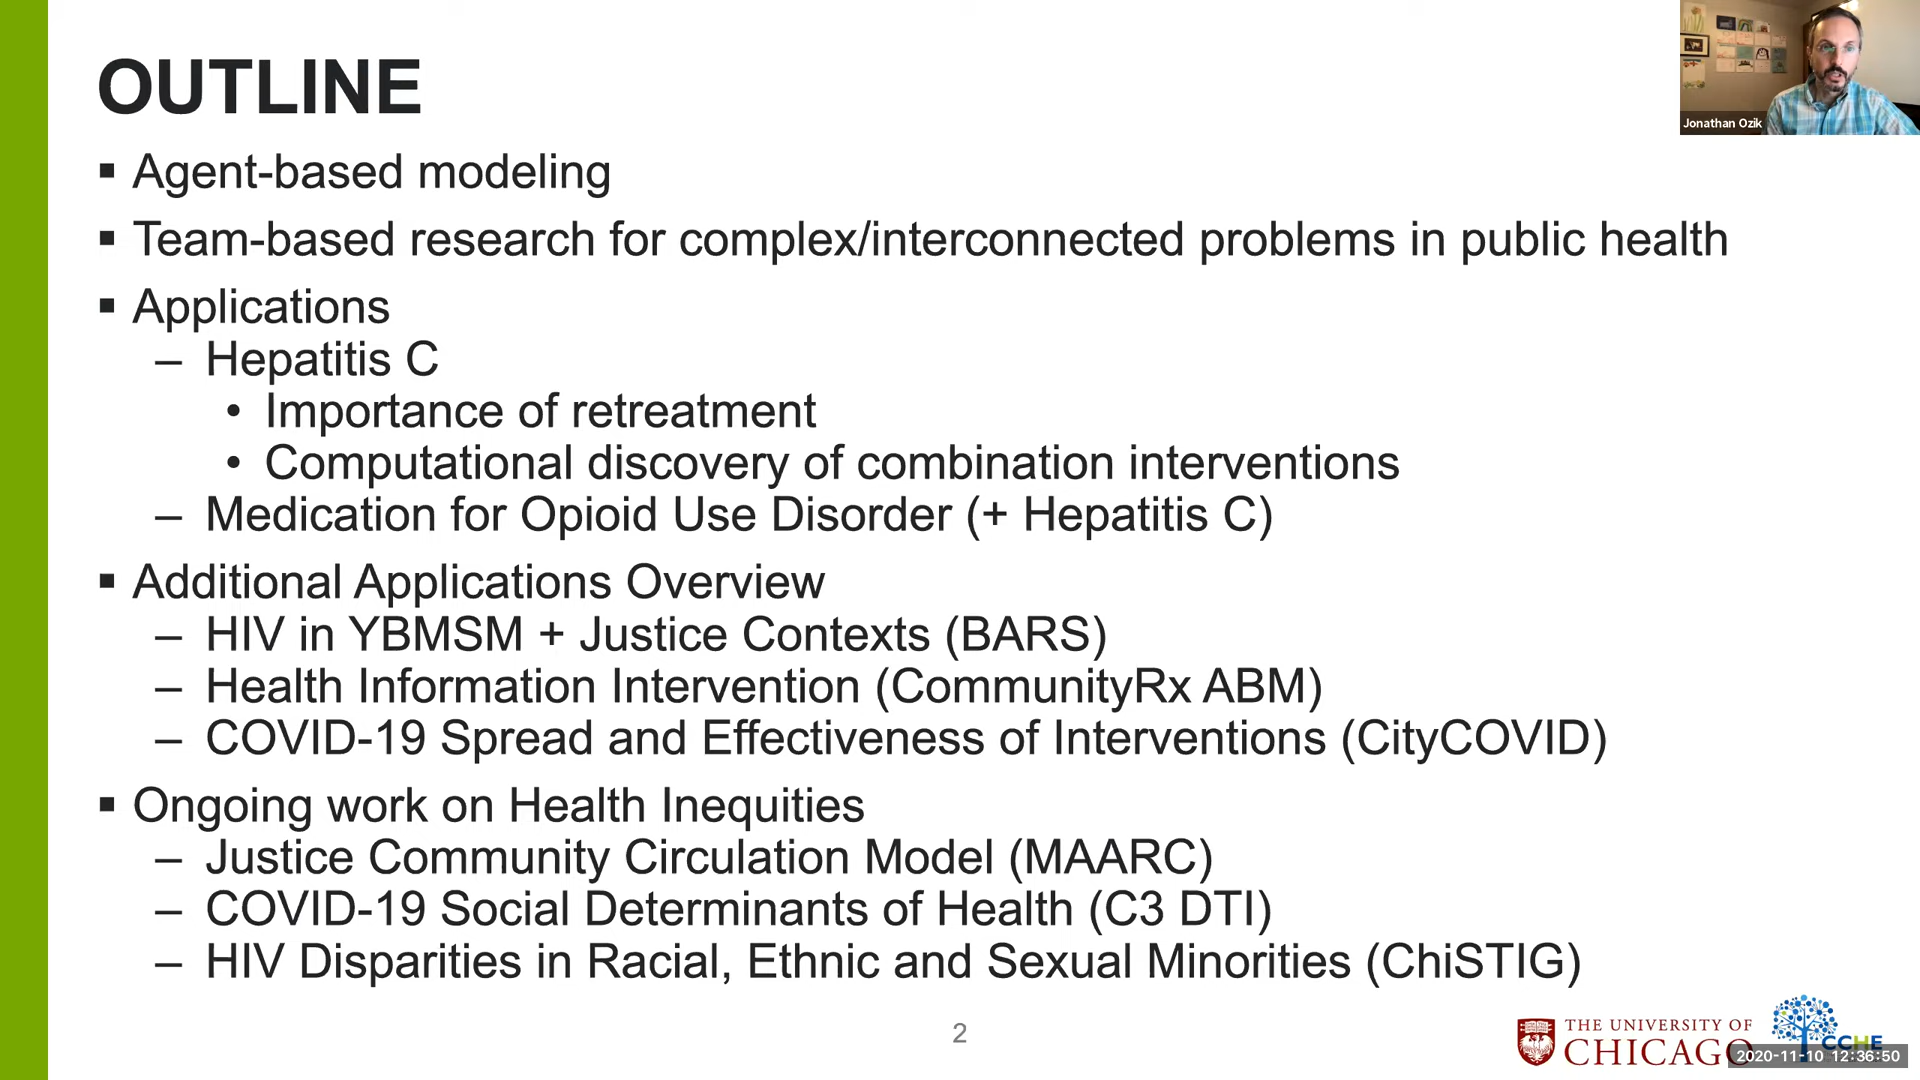 OUTLINE
Jonathan Ozik
▪ Agent-based modeling
▪ Team-based research for complex/interconnected problems in public health
▪ Applications
– Hepatitis C
• Importance of retreatment
• Computational discovery of combination interventions
– Medication for Opioid Use Disorder (+ Hepatitis C)
▪ Additional Applications Overview
– HIV in YBMSM + Justice Contexts (BARS)
– Health Information Intervention (CommunityRx ABM)
– COVID-19 Spread and Effectiveness of Interventions (CityCOVID)
▪ Ongoing work on Health Inequities
– Justice Community Circulation Model (MAARC)
– COVID-19 Social Determinants of Health (C3 DTI)
– HIV Disparities in Racial, Ethnic and Sexual Minorities (ChiSTIG)
2
THE UNIVERSITY OF
CHICAGO
CCHE
2020-11-10 12:36:50